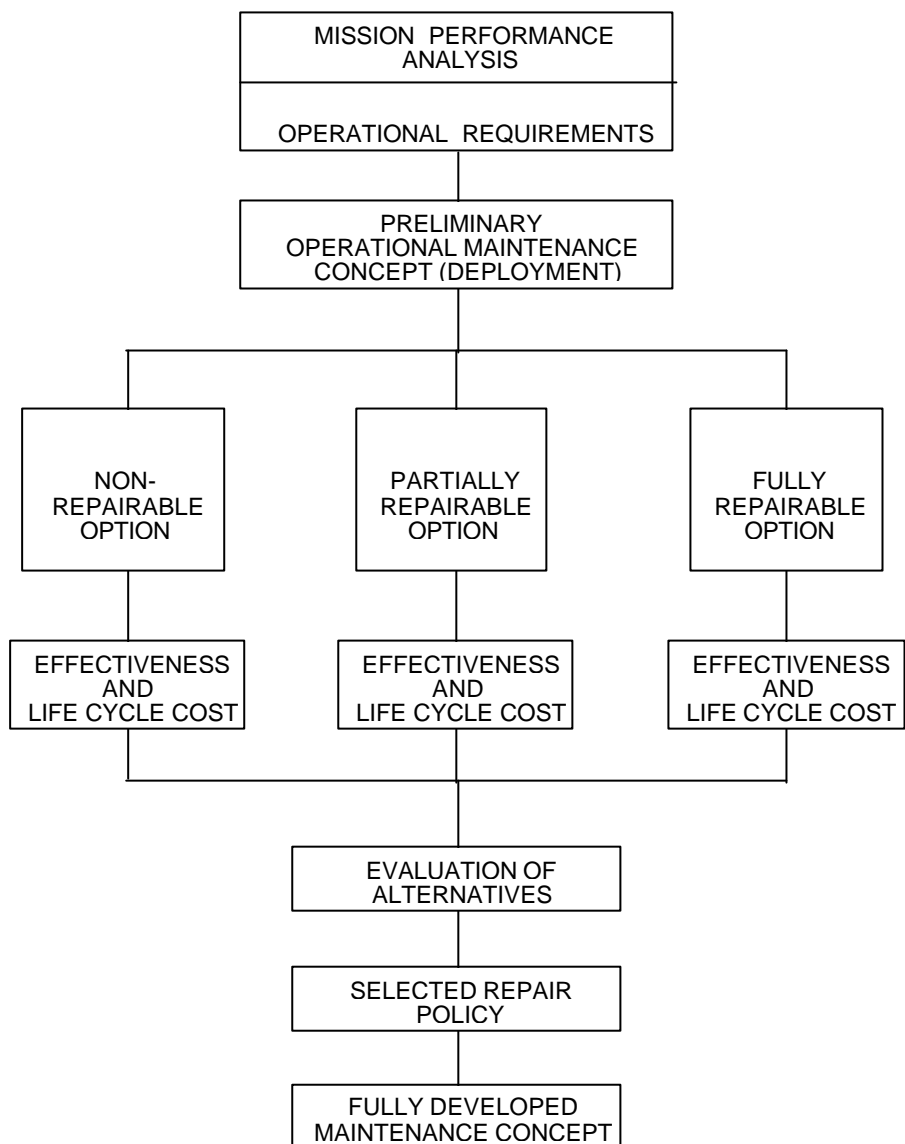 MISSION PERFORMANCE
ANALYSIS
OPERATIONAL REQUIREMENTS
PRELIMINARY
OPERATIONAL MAINTENANCE
CONCEPT (DEPLOYMENT)
NON-
REPAIRABLE
OPTION
PARTIALLY
REPAIRABLE
OPTION
FULLY
REPAIRABLE
OPTION
EFFECTIVENESS
AND
LIFE CYCLE COST
EFFECTIVENESS
AND
LIFE CYCLE COST
EFFECTIVENESS
AND
LIFE CYCLE COST
EVALUATION OF
ALTERNATIVES
SELECTED REPAIR
POLICY
FULLY DEVELOPED
MAINTENANCE CONCEPT